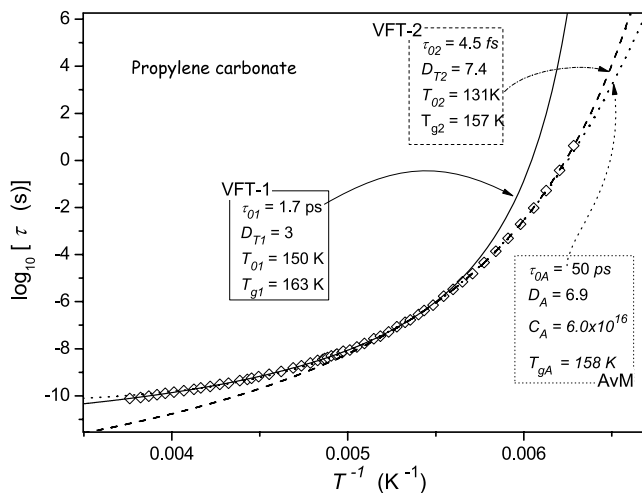 VFT-2
τ02 = 4.5 fs
DT2 = 7.4
T02 = 131K
Tg2 = 157 K
Propylene carbonate
VFT-1
τ01 = 1.7 ps
DT1 = 3
T01 = 150 K
Tg1 = 163 K
τ0A = 50 ps
DA = 6.9
CA = 6.0x10^16
TgA = 158 K
AvM
log10 [ τ (s)]
6
4
2
0
-2
-4
-6
-8
-10
0.004
0.005
0.006
T^-1 (K^-1)